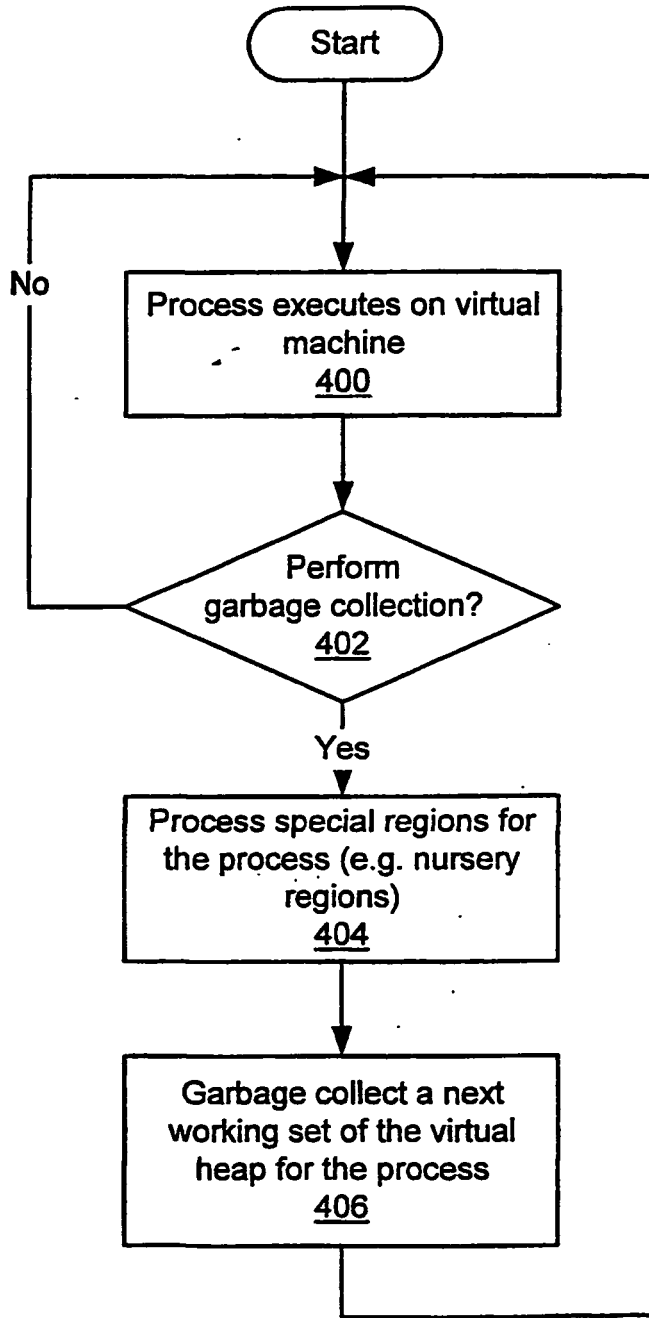 Start
No
Process executes on virtual
machine
400
Perform
garbage collection?
402
Yes
Process special regions for
the process (e.g. nursery
regions)
404
Garbage collect a next
working set of the virtual
heap for the process
406